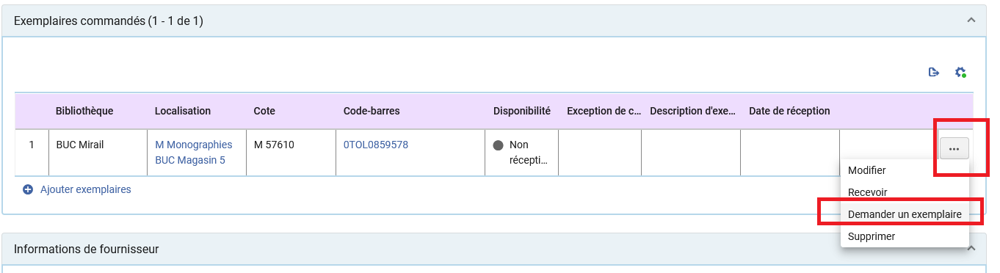 Exemplaires commandés (1 - 1 de 1)
Bibliothèque Localisation Cote Code-barres Disponibilité Exception de c... Description d'exe... Date de réception
1 BUC Mirail M Monographies M 57610 0TOL0859578 Non
BUC Magasin 5 récepti...
Modifier
Recevoir
Ajouter exemplaires
Demander un exemplaire
Supprimer
Informations de fournisseur